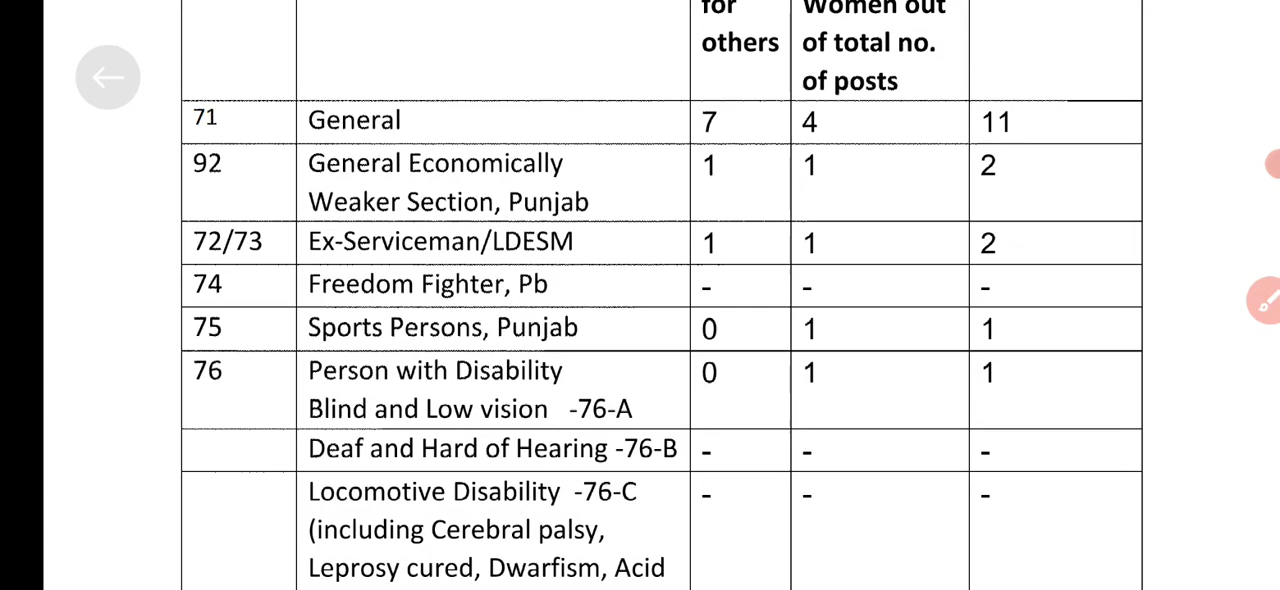 for
others
Women out
of total no.
of posts
71 General 7 4 11
92 General Economically 1 1 2
Weaker Section, Punjab
72/73 Ex-Serviceman/LDESM 1 1 2
74 Freedom Fighter, Pb - - -
75 Sports Persons, Punjab 0 1 1
76 Person with Disability 0 1 1
Blind and Low vision -76-A
Deaf and Hard of Hearing -76-B - - -
Locomotive Disability -76-C - - -
(including Cerebral palsy,
Leprosy cured, Dwarfism, Acid